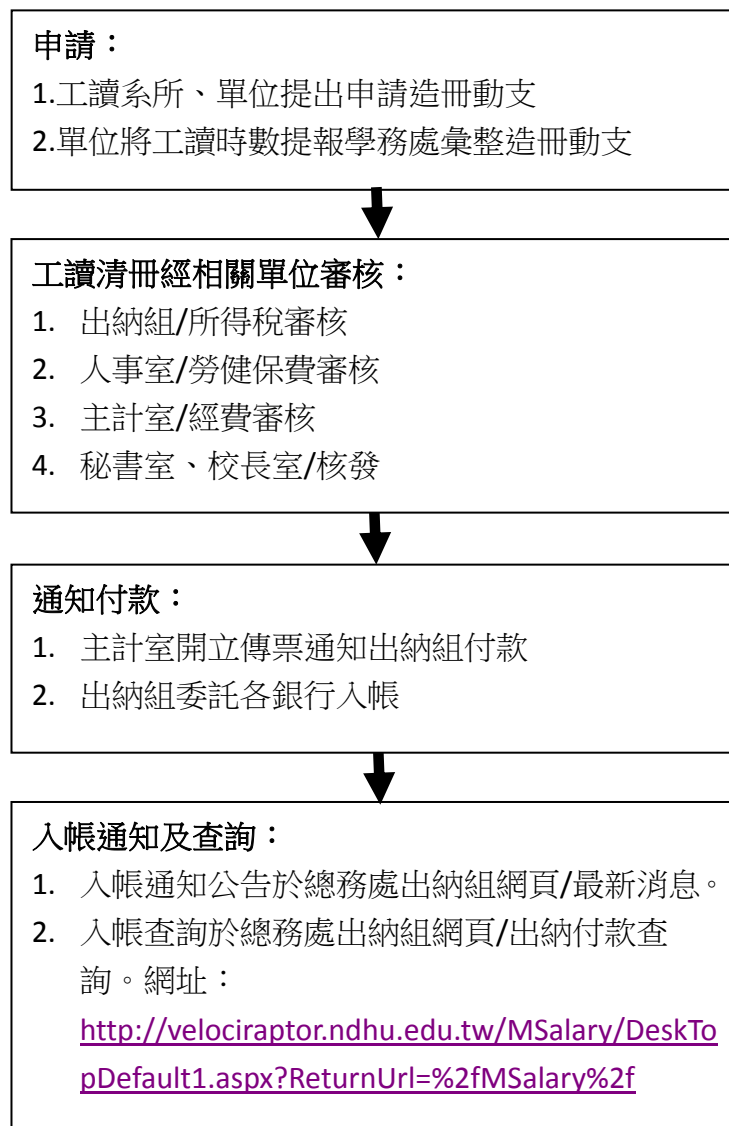 申請：
1.工讀系所、單位提出申請造冊動支
2.單位將工讀時數提報學務處彙整造冊動支
工讀清冊經相關單位審核：
1. 出納組/所得稅審核
2. 人事室/勞健保費審核
3. 主計室/經費審核
4. 秘書室、校長室/核發
通知付款：
1. 主計室開立傳票通知出納組付款
2. 出納組委託各銀行入帳
入帳通知及查詢：
1. 入帳通知公告於總務處出納組網頁/最新消息。
2. 入帳查詢於總務處出納組網頁/出納付款查
詢。網址：
http://velociraptor.ndhu.edu.tw/MSalary/DeskTo
pDefault1.aspx?ReturnUrl=%2fMSalary%2f